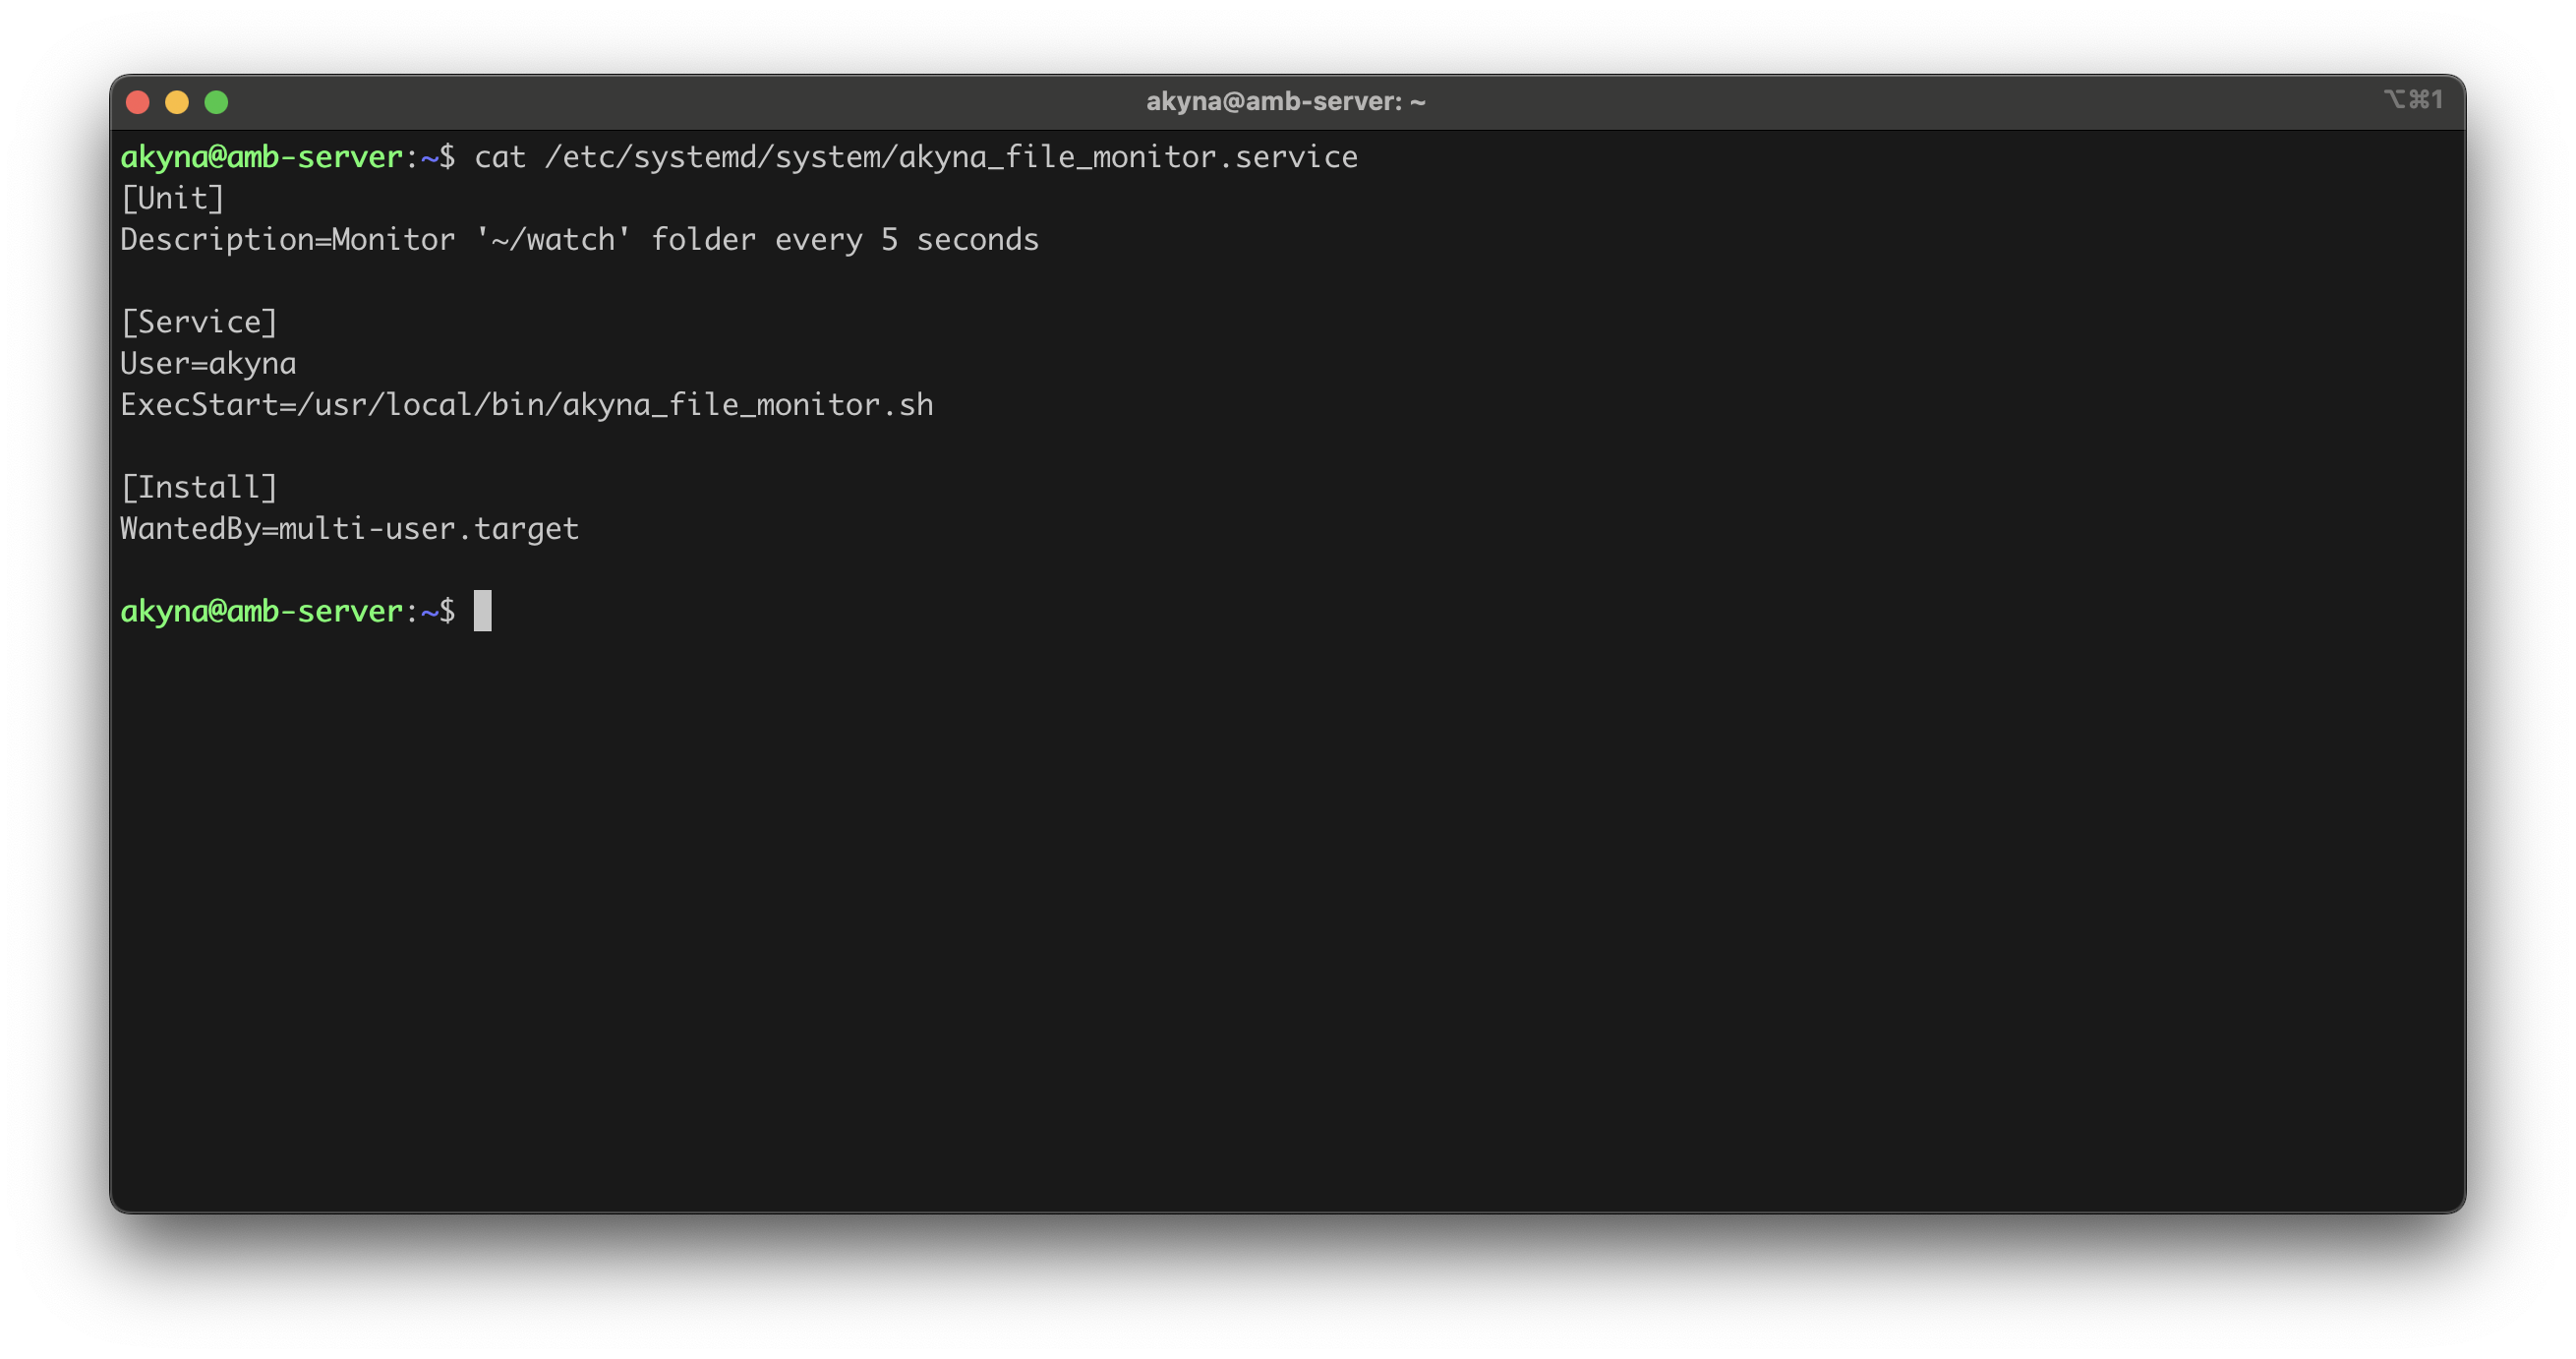 akyna@amb-server: ~
⌥⌘1
akyna@amb-server:~$ cat /etc/systemd/system/akyna_file_monitor.service
[Unit]
Description=Monitor '~/watch' folder every 5 seconds
[Service]
User=akyna
ExecStart=/usr/local/bin/akyna_file_monitor.sh
[Install]
WantedBy=multi-user.target
akyna@amb-server:~$